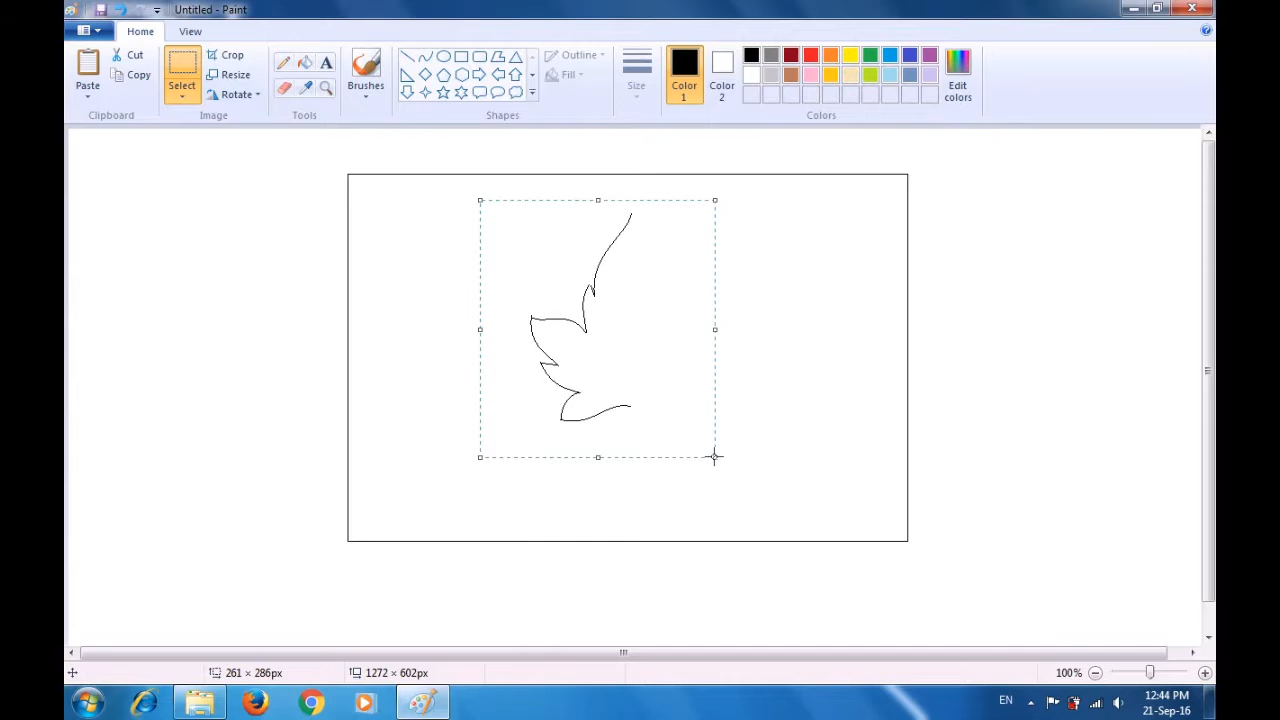 Untitled - Paint
Home View
Paste
Cut
Copy
Clipboard
Select
Crop
Resize
Rotate
Image
A
Tools
Brushes
Shapes
Outline
Fill
Size
Color 1
Color 2
Edit colors
Colors
261 × 286px
1272 × 602px
100%
EN
12:44 PM
21-Sep-16